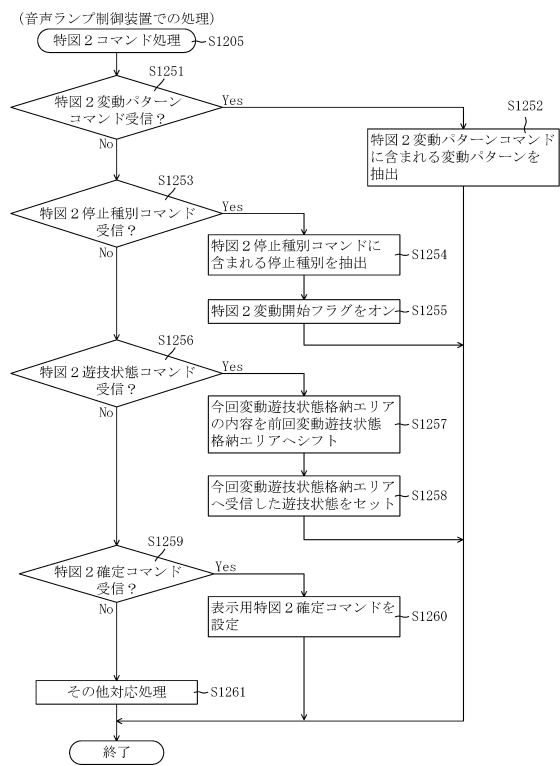 (音声ランプ制御装置での処理)
特図2コマンド処理
S1205
S1251
特図2変動パターン
コマンド受信?
Yes
No
S1252
特図2変動パターンコマンド
に含まれる変動パターンを
抽出
S1253
特図2停止種別コマンド
受信?
Yes
No
特図2停止種別コマンドに
含まれる停止種別を抽出
S1254
特図2変動開始フラグをオン
S1255
S1256
特図2遊技状態コマンド
受信?
Yes
No
今回変動遊技状態格納エリア
の内容を前回変動遊技状態
格納エリアへシフト
S1257
今回変動遊技状態格納エリア
へ受信した遊技状態をセット
S1258
S1259
特図2確定コマンド
受信?
Yes
No
表示用特図2確定コマンドを
設定
S1260
その他対応処理
S1261
終了